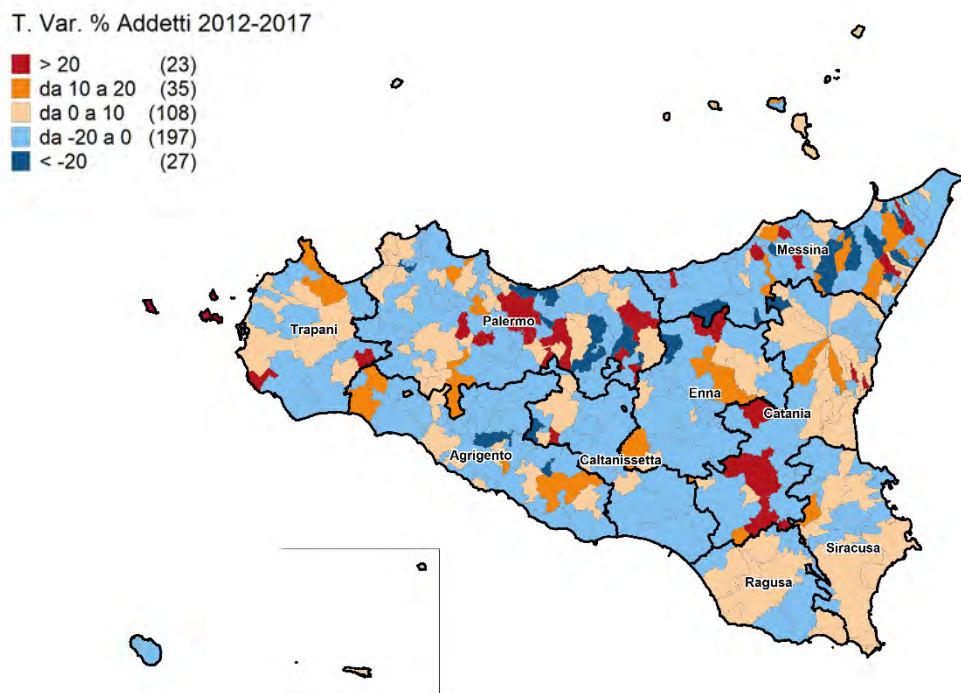 T. Var. % Addetti 2012-2017
> 20 (23)
da 10 a 20 (35)
da 0 a 10 (108)
da -20 a 0 (197)
< -20 (27)
Messina
Trapani
Palermo
Enna
Catania
Agrigento
Caltanissetta
Siracusa
Ragusa